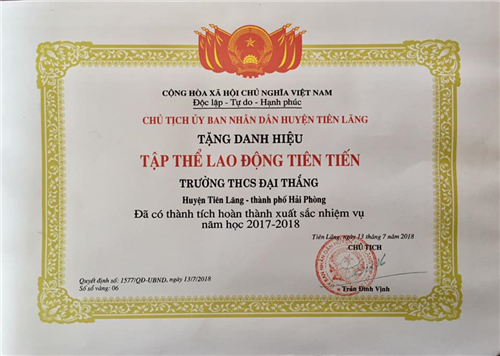 CỘNG HÒA XÃ HỘI CHỦ NGHĨA VIỆT NAM
Độc lập - Tự do - Hạnh phúc
CHỦ TỊCH ỦY BAN NHÂN DÂN HUYỆN TIÊN LÃNG
TẶNG DANH HIỆU
TẬP THỂ LAO ĐỘNG TIÊN TIẾN
TRƯỜNG THCS ĐẠI THẮNG
Huyện Tiên Lãng - thành phố Hải Phòng
Đã có thành tích hoàn thành xuất sắc nhiệm vụ
năm học 2017-2018
Tiên Lãng, ngày 13 tháng 7 năm 2018
CHỦ TỊCH
Trần Đình Vịnh
Quyết định số: 1577/QĐ-UBND, ngày 13/7/2018
Số sổ vàng: 06